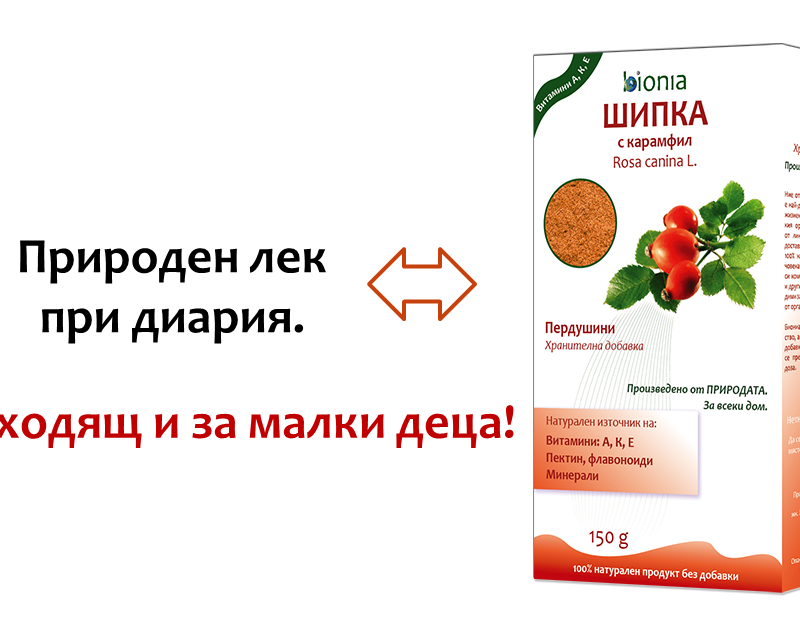 Природен лек
при диария.
ходящ и за малки деца!
Витамини А, К, Е
bionia
ШИПКА
с карамфил
Rosa canina L.
Пердушини
Хранителна добавка
Произведено от ПРИРОДАТА.
За всеки дом.
Натурален източник на:
Витамини: А, К, Е
Пектин, флавоноиди
Минерали
150 g
100% натурален продукт без добавки